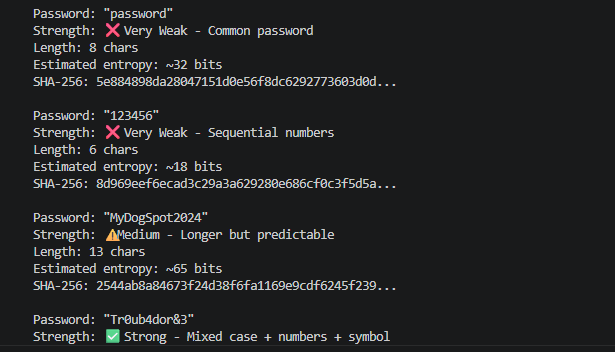 Password: "password"
Strength: ❌ Very Weak - Common password
Length: 8 chars
Estimated entropy: ~32 bits
SHA-256: 5e884898da28047151d0e56f8dc6292773603d0d...
Password: "123456"
Strength: ❌ Very Weak - Sequential numbers
Length: 6 chars
Estimated entropy: ~18 bits
SHA-256: 8d969eef6ecad3c29a3a629280e686cf0c3f5d5a...
Password: "MyDogSpot2024"
Strength: ⚠️Medium - Longer but predictable
Length: 13 chars
Estimated entropy: ~65 bits
SHA-256: 2544ab8a84673f24d38f6fa1169e9cdf6245f239...
Password: "Tr0ub4dor&3"
Strength: ✅ Strong - Mixed case + numbers + symbol